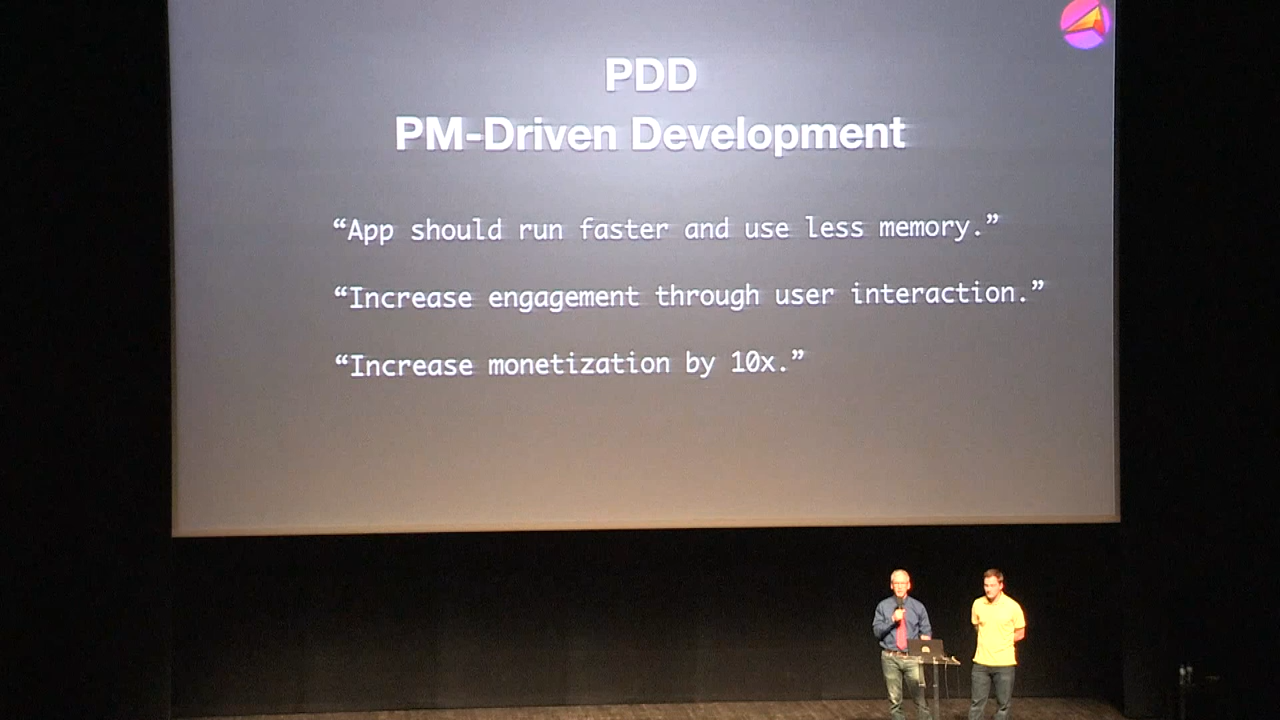 PDD
PM-Driven Development
“App should run faster and use less memory.”
“Increase engagement through user interaction.”
“Increase monetization by 10x.”